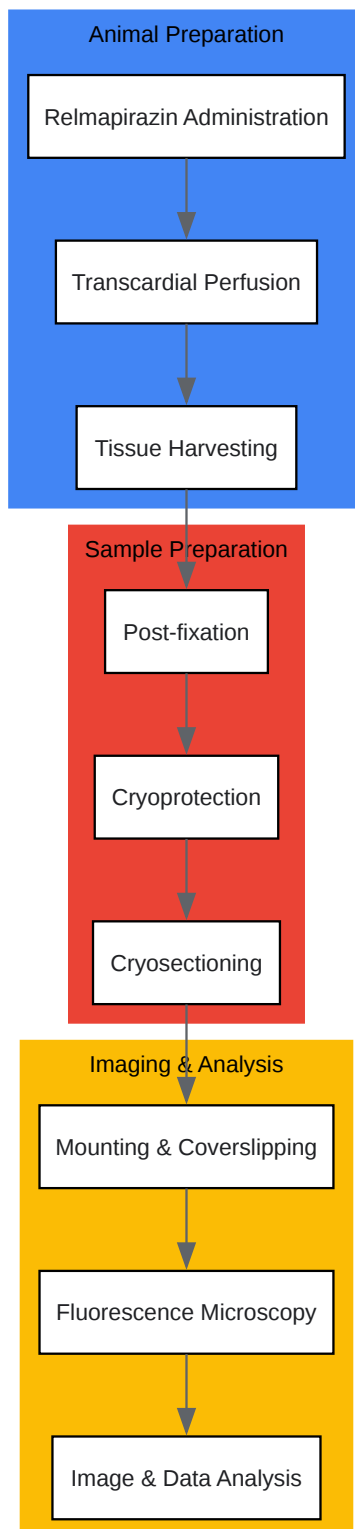 Animal Preparation
Relmapirazin Administration
Transcardial Perfusion
Tissue Harvesting
Sample Preparation
Post-fixation
Cryoprotection
Cryosectioning
Imaging & Analysis
Mounting & Coverslipping
Fluorescence Microscopy
Image & Data Analysis